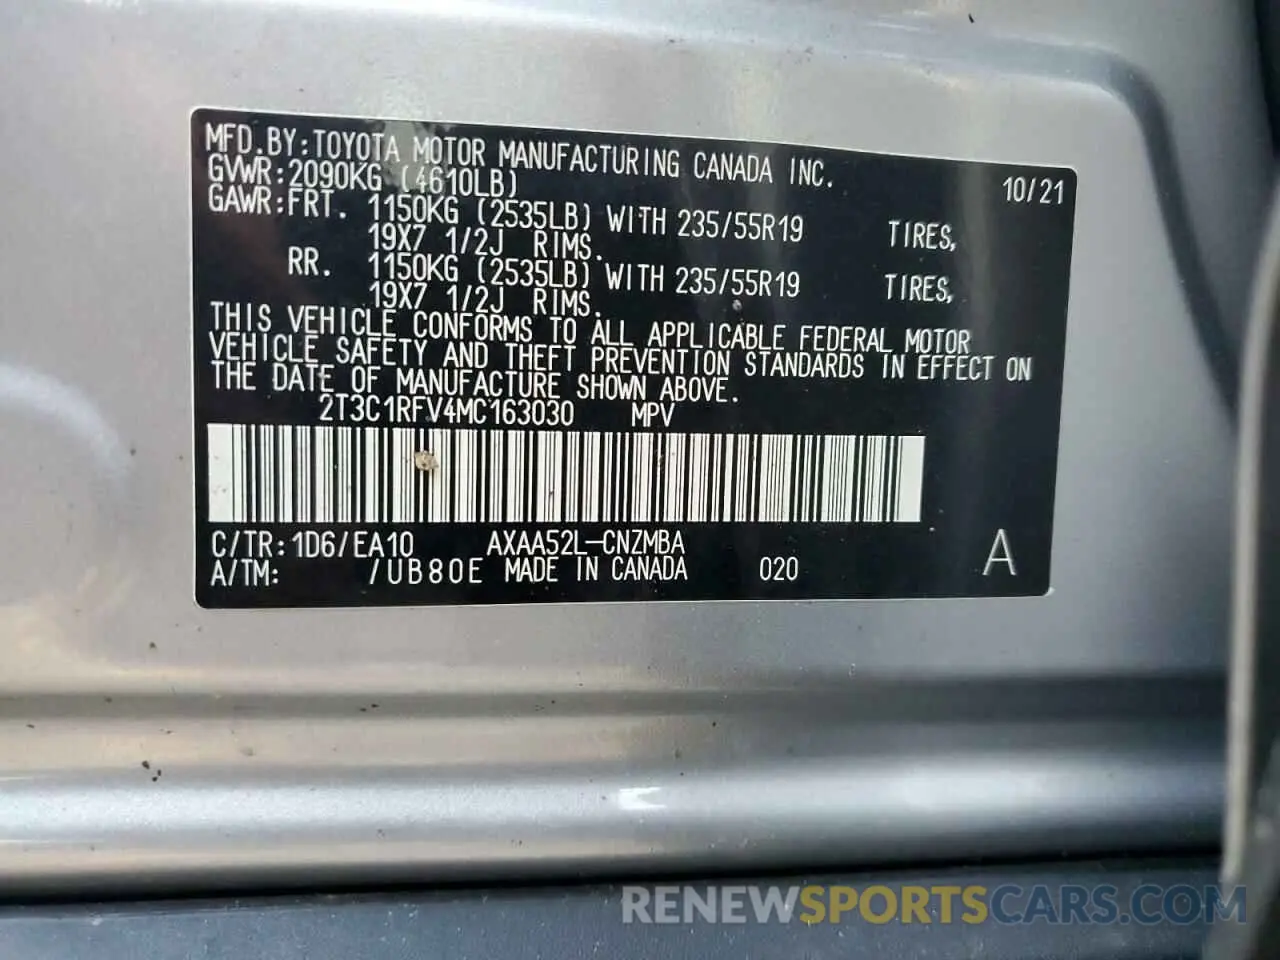 MFD.BY:TOYOTA MOTOR MANUFACTURING CANADA INC.
GVWR:2090KG (4610LB) 10/21
GAWR:FRT. 1150KG (2535LB) WITH 235/55R19 TIRES,
19X7 1/2J RIMS.
RR. 1150KG (2535LB) WITH 235/55R19 TIRES,
19X7 1/2J RIMS.
THIS VEHICLE CONFORMS TO ALL APPLICABLE FEDERAL MOTOR
VEHICLE SAFETY AND THEFT PREVENTION STANDARDS IN EFFECT ON
THE DATE OF MANUFACTURE SHOWN ABOVE.
2T3C1RFV4MC163030 MPV
C/TR:1D6/EA10 AXAA52L-CNZMBA
A/TM: /UB80E MADE IN CANADA 020 A
RENEWSPORTSCARS.COM